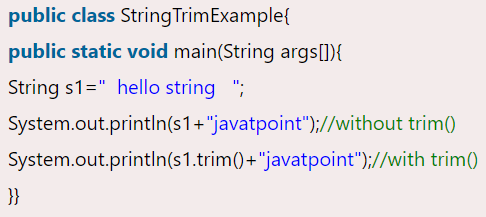 public class StringTrimExample{
public static void main(String args[]){
String s1="  hello string   ";
System.out.println(s1+"javatpoint");//without trim()
System.out.println(s1.trim()+"javatpoint");//with trim()
}}